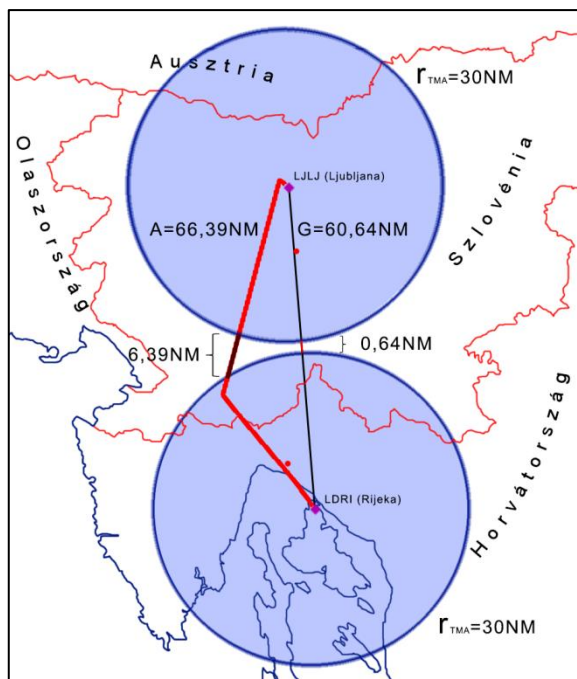 Ausztria
rTMA=30NM
Olaszország
LJLJ (Ljubljana)
Szlovénia
A=66,39NM
G=60,64NM
6,39NM
0,64NM
Horvátország
LDRI (Rijeka)
rTMA=30NM